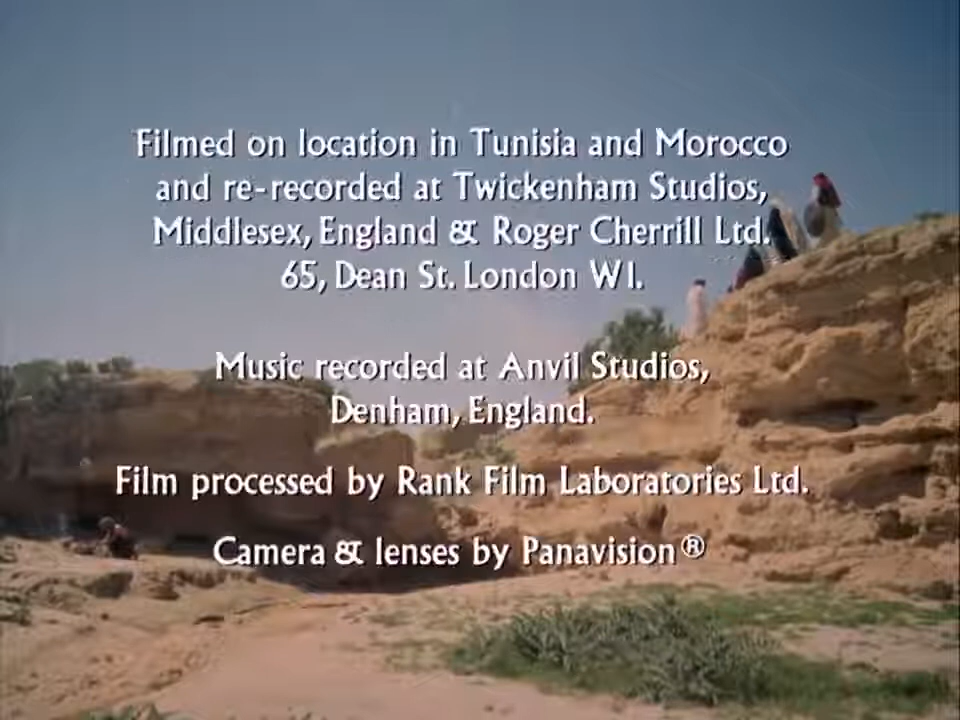 Filmed on location in Tunisia and Morocco
and re-recorded at Twickenham Studios,
Middlesex, England & Roger Cherrill Ltd.
65, Dean St. London W1.
Music recorded at Anvil Studios,
Denham, England.
Film processed by Rank Film Laboratories Ltd.
Camera & lenses by Panavision®